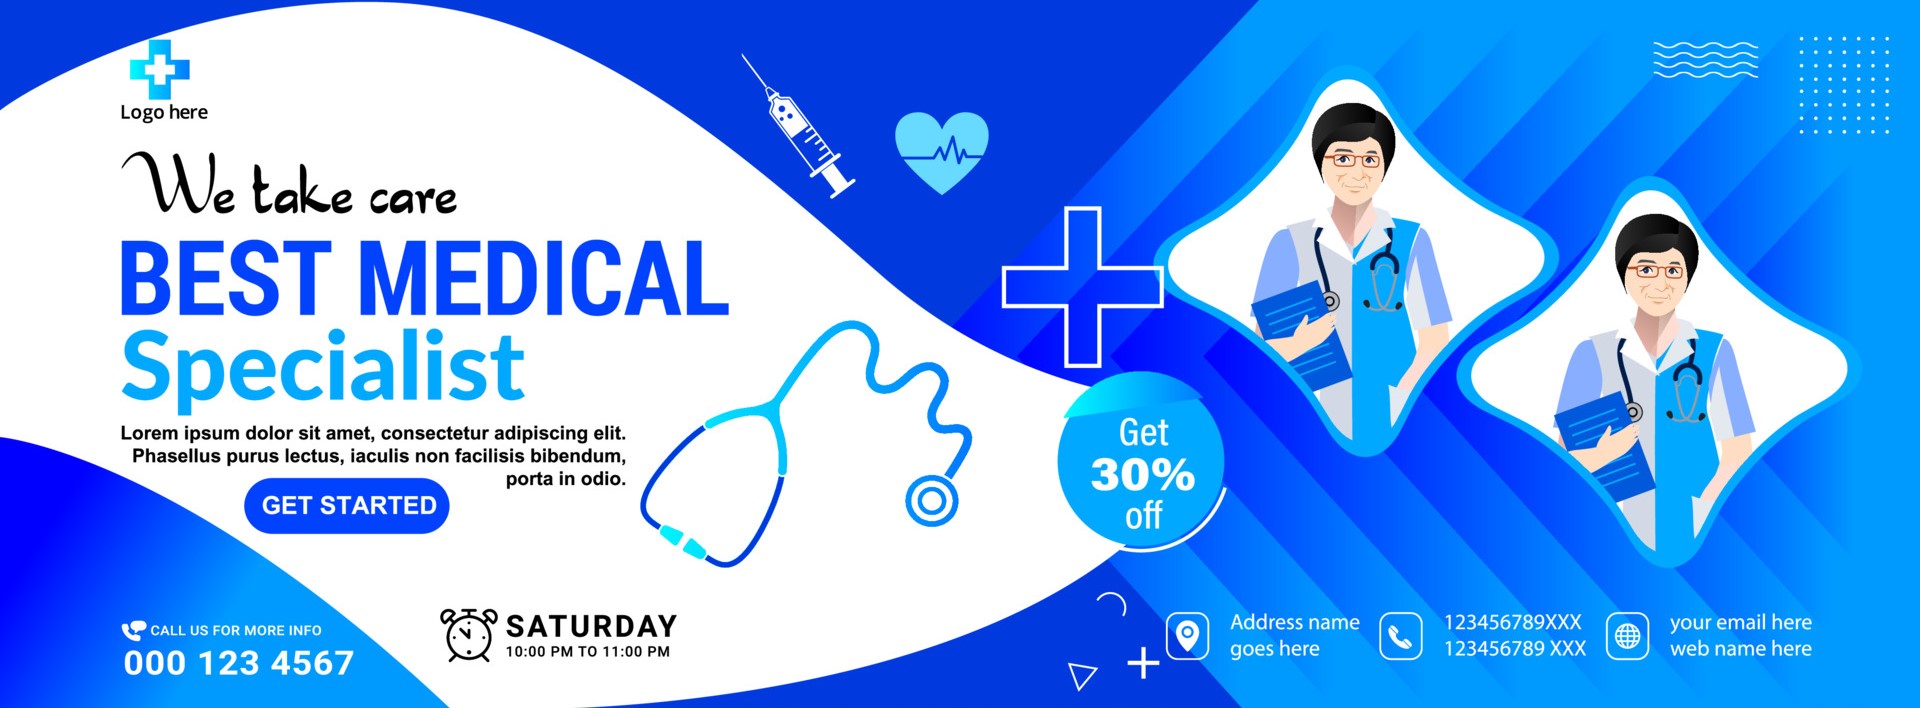 Logo here
We take care
BEST MEDICAL
Specialist
Lorem ipsum dolor sit amet, consectetur adipiscing elit.
Phasellus purus lectus, iaculis non facilisis bibendum,
porta in odio.
GET STARTED
CALL US FOR MORE INFO
000 123 4567
SATURDAY
10:00 PM TO 11:00 PM
Get
30%
off
Address name
goes here
123456789XXX
123456789 XXX
your email here
web name here